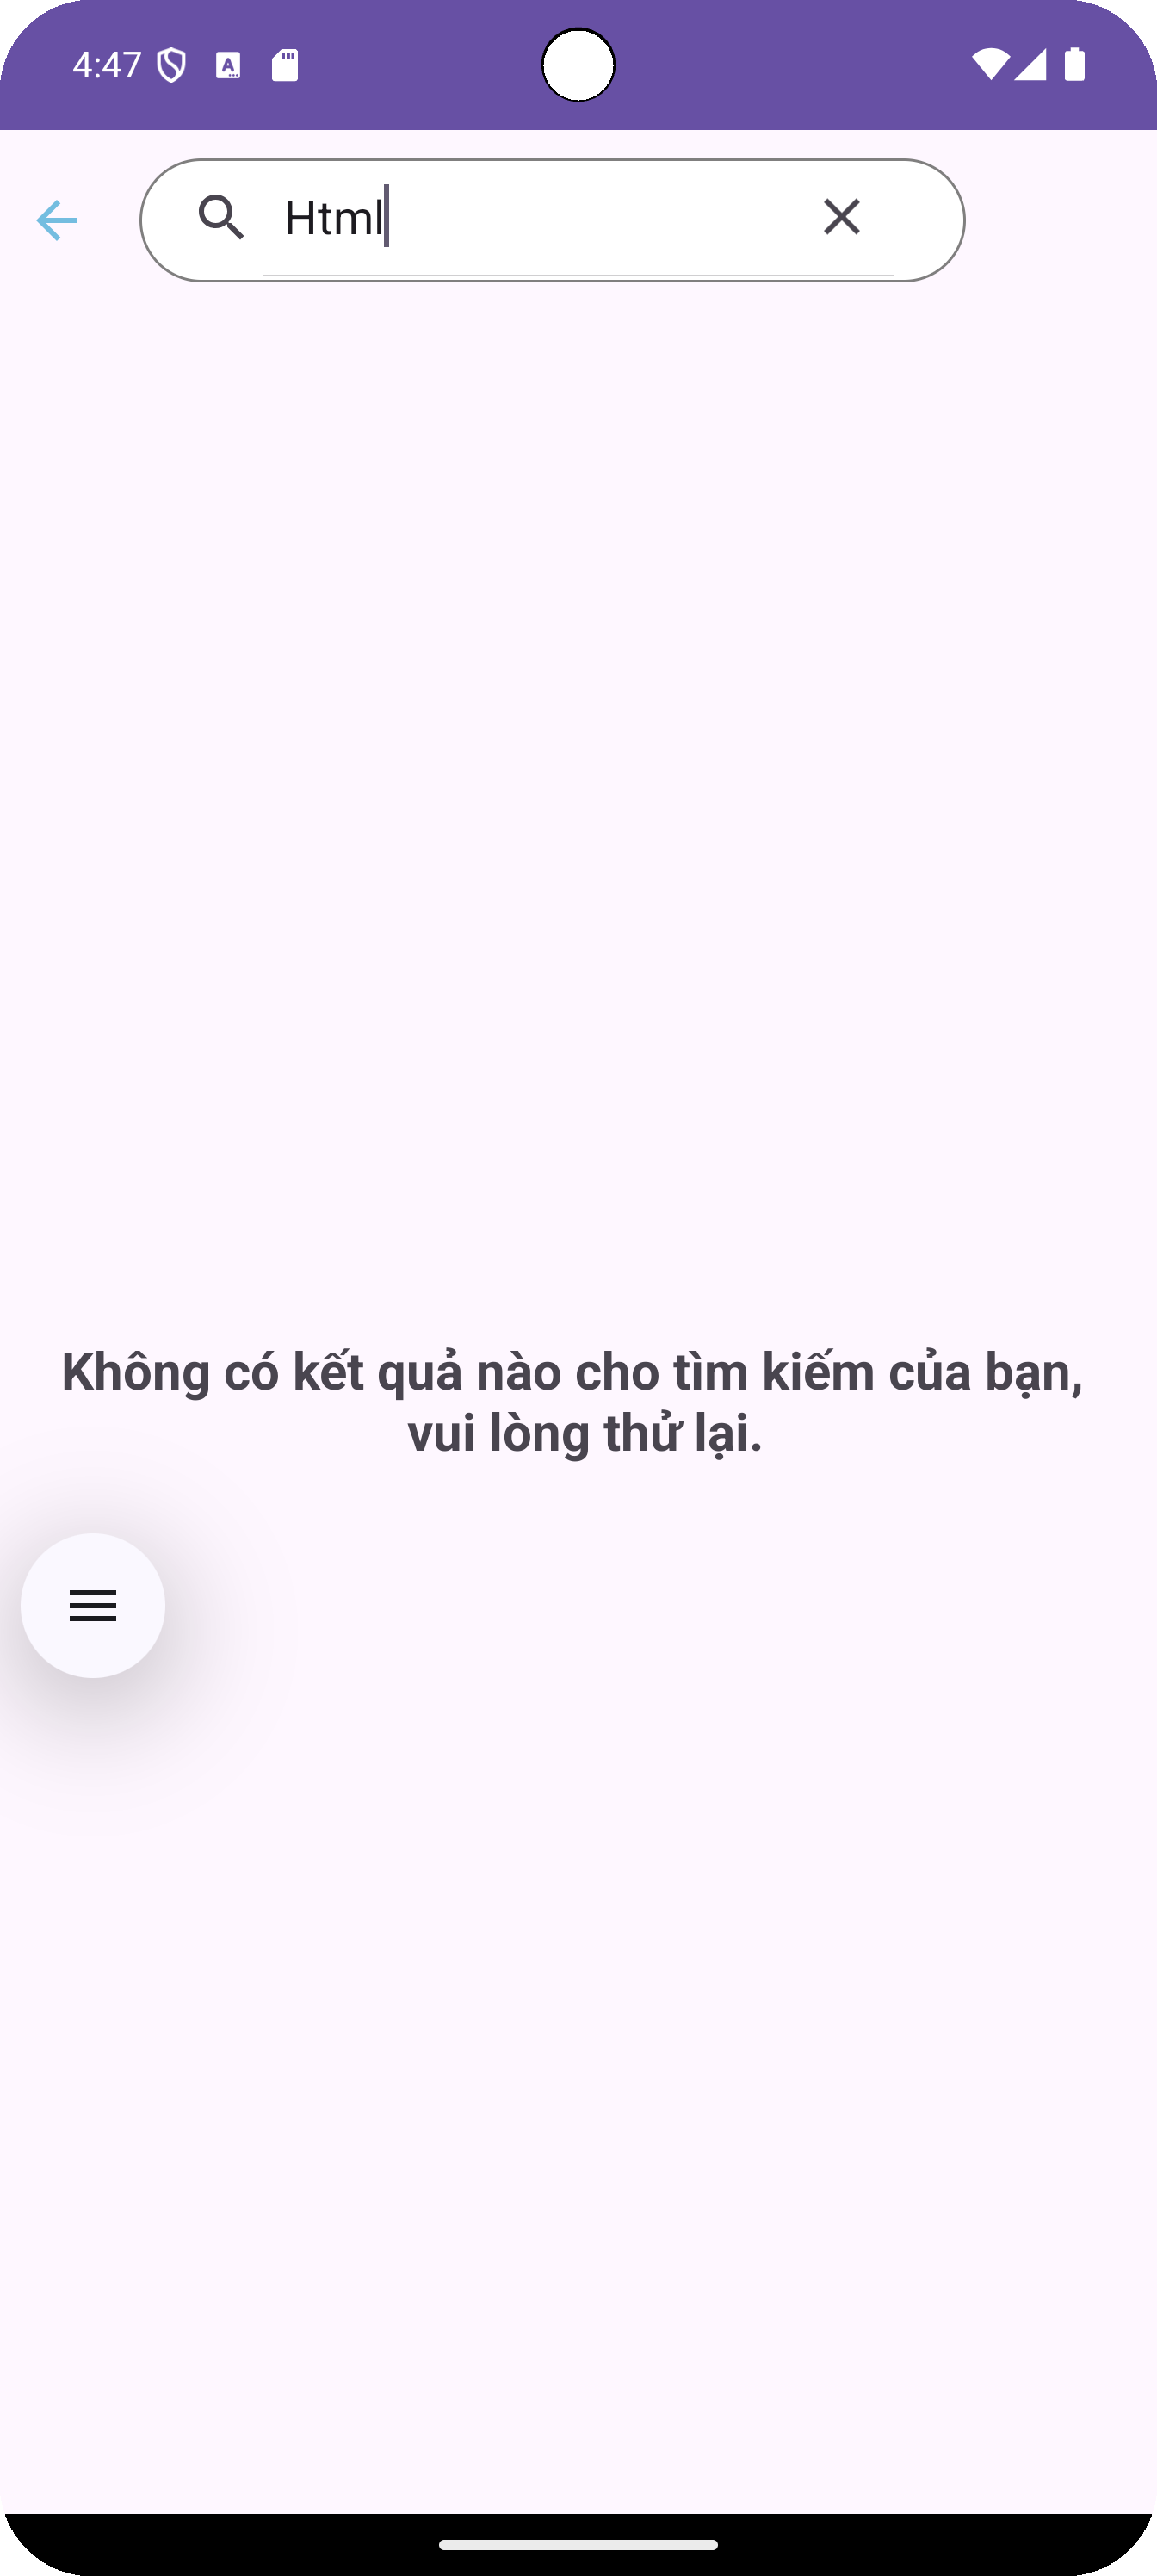 4:47
Html
Không có kết quả nào cho tìm kiếm của bạn,
vui lòng thử lại.